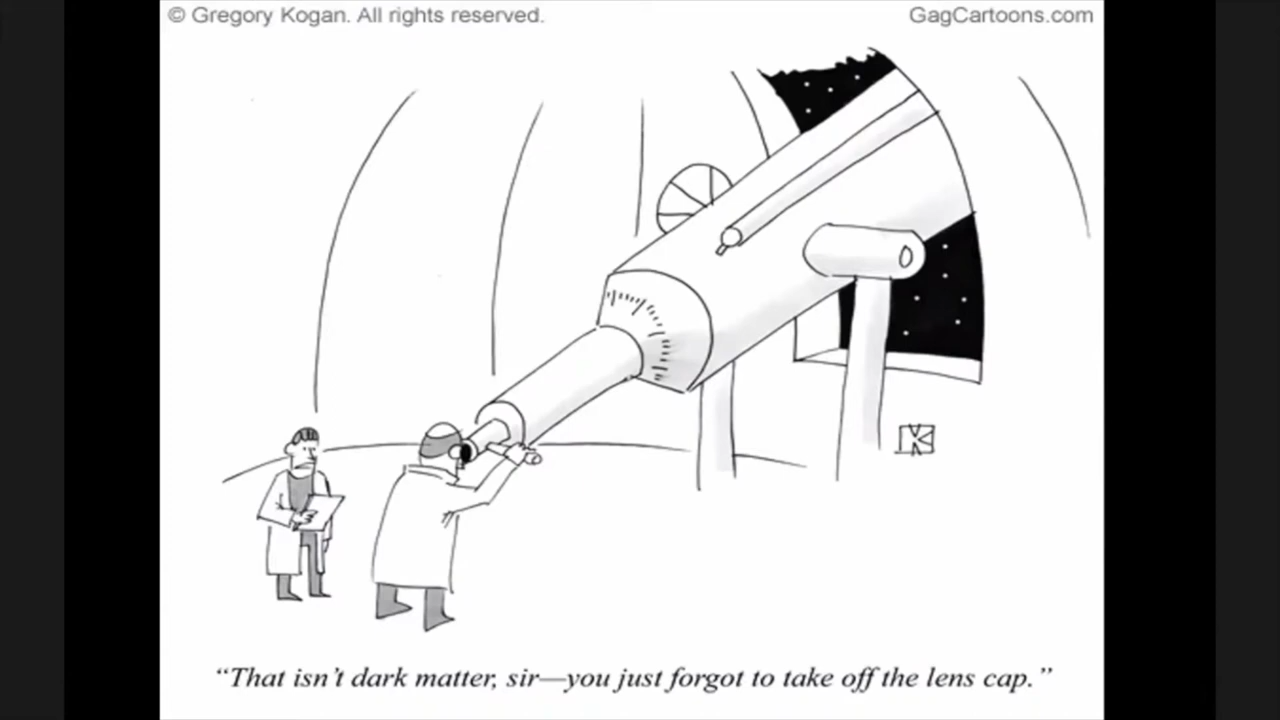 © Gregory Kogan. All rights reserved.
GagCartoons.com
“That isn’t dark matter, sir—you just forgot to take off the lens cap.”